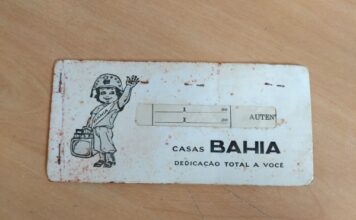 AUTEN
CASAS BAHIA
DEDICAÇÃO TOTAL A VOCÊ